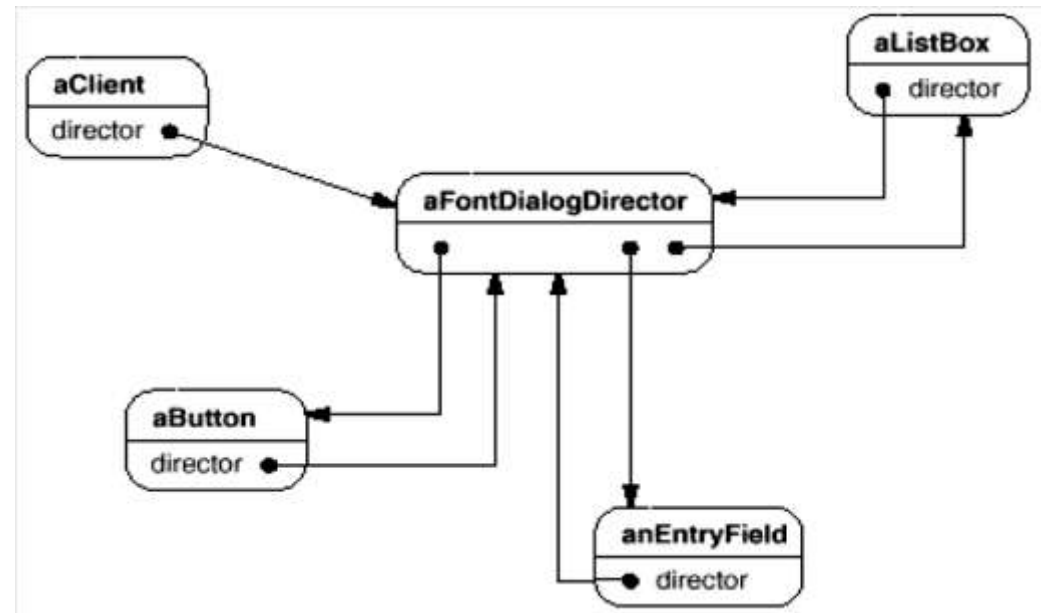 aListBox
director
aClient
director
aFontDialogDirector
aButton
director
anEntryField
director